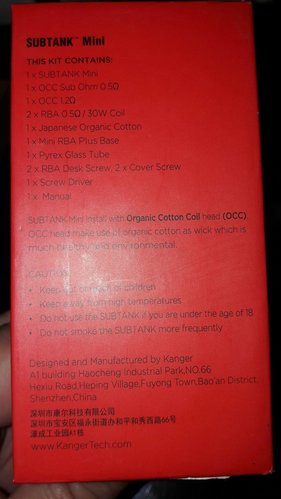 SUBTANK™ Mini
THIS KIT CONTAINS:
1 x SUBTANK Mini
1 x OCC Sub Ohm 0.5Ω
1 x OCC 1.2Ω
2 x RBA 0.5Ω / 30W Coil
1 x Japanese Organic Cotton
1 x Mini RBA Plus Base
1 x Pyrex Glass Tube
2 x RBA Desk Screw, 2 x Cover Screw
1 x Screw Driver
1 x Manual
SUBTANK Mini Install with Organic Cotton Coil head (OCC).
OCC head make use of organic cotton as wick which is
much healthy and environmental.
CAUTION:
• Keep out of reach of children
• Keep away from high temperatures
• Do not use the SUBTANK if you are under the age of 18
• Do not smoke the SUBTANK more frequently
Designed and Manufactured by Kanger
A1 building Haocheng Industrial Park,NO.66
Hexiu Road,Heping Village,Fuyong Town,Bao'an District,
Shenzhen,China
深圳市康尔科技有限公司
深圳市宝安区福永街道办和平和秀西路66号
濠成工业园A1栋
www.KangerTech.com